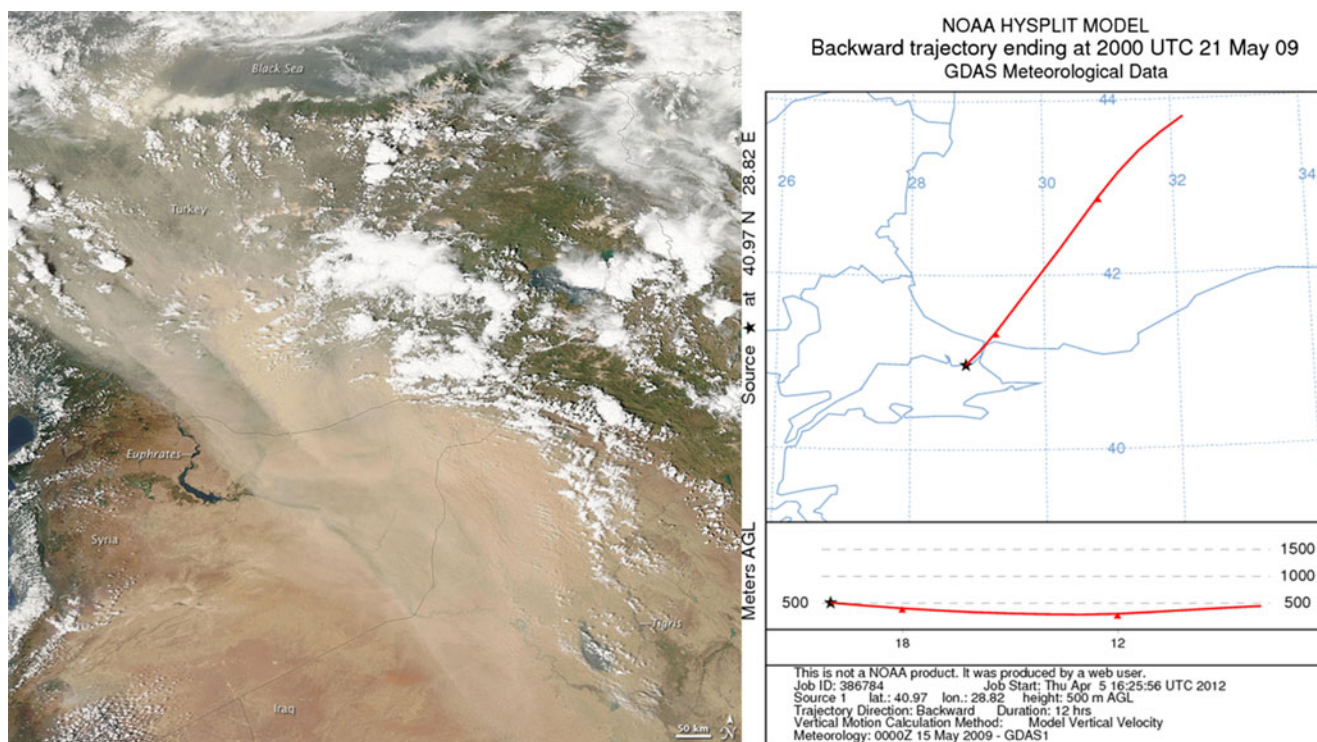 Black Sea
Turkey
Euphrates
Syria
Tigris
Iraq
50 km
NOAA HYSPLIT MODEL
Backward trajectory ending at 2000 UTC 21 May 09
GDAS Meteorological Data
Source ★ at 40.97 N 28.82 E
44
26 28 30 32 34
42
40
Meters AGL
1500
1000
500 500
18 12
This is not a NOAA product. It was produced by a web user.
Job ID: 386784 Job Start: Thu Apr 5 16:25:56 UTC 2012
Source 1 lat.: 40.97 lon.: 28.82 height: 500 m AGL
Trajectory Direction: Backward Duration: 12 hrs
Vertical Motion Calculation Method: Model Vertical Velocity
Meteorology: 0000Z 15 May 2009 - GDAS1